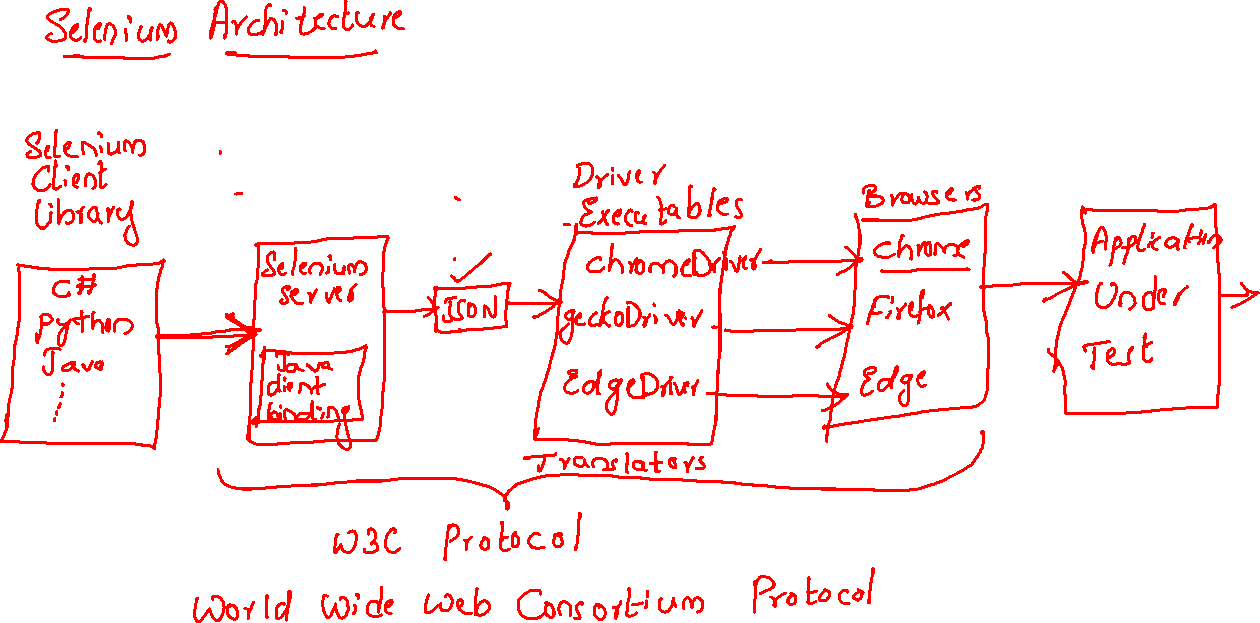 Selenium Architecture
Selenium
Client
Library
C#
Python
Java
Selenium
Server
Java
client
binding
JSON
Driver
Executables
chromeDriver
geckoDriver
EdgeDriver
Translators
Browsers
chrome
Firefox
Edge
Application
Under
Test
W3C Protocol
World Wide Web Consortium Protocol